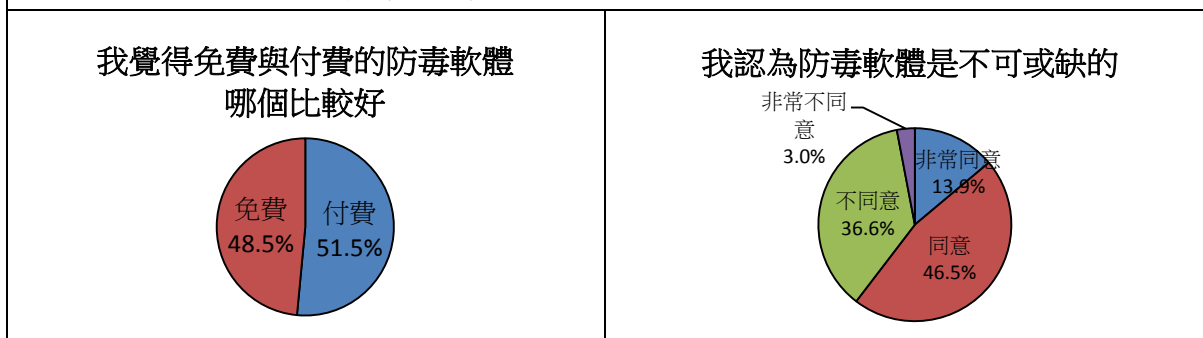 我覺得免費與付費的防毒軟體
哪個比較好
免費
48.5%
付費
51.5%
我認為防毒軟體是不可或缺的
非常不同
意
3.0%
非常同意
13.9%
不同意
36.6%
同意
46.5%